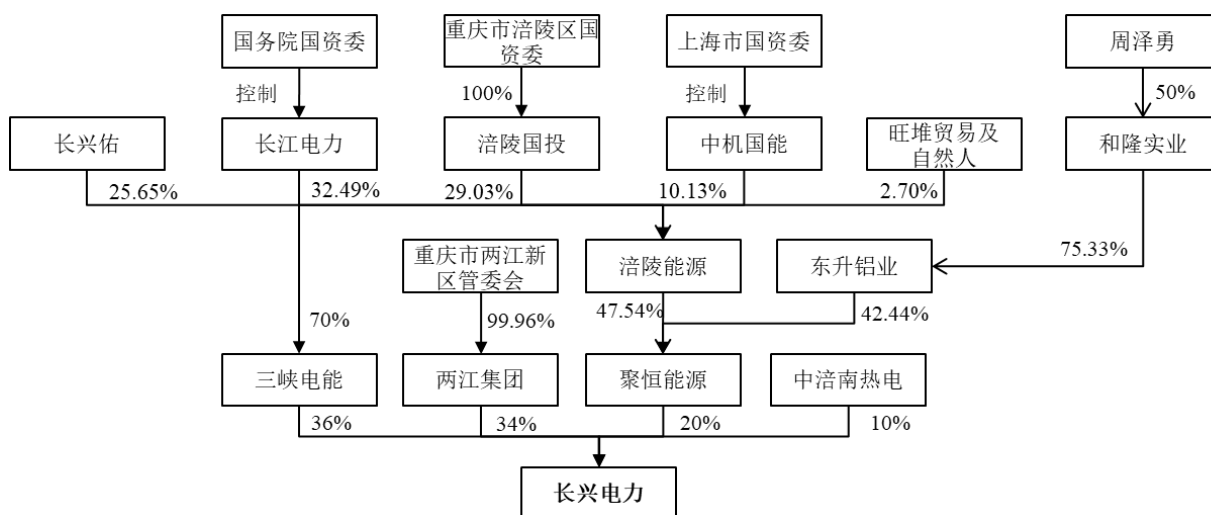 国务院国资委
重庆市涪陵区国
资委
上海市国资委
周泽勇
控制
100%
控制
50%
长兴佑
长江电力
涪陵国投
中机国能
旺堆贸易及
自然人
和隆实业
25.65%
32.49%
29.03%
10.13%
2.70%
重庆市两江新
区管委会
涪陵能源
东升铝业
75.33%
70%
99.96%
47.54%
42.44%
三峡电能
两江集团
聚恒能源
中涪南热电
36%
34%
20%
10%
长兴电力